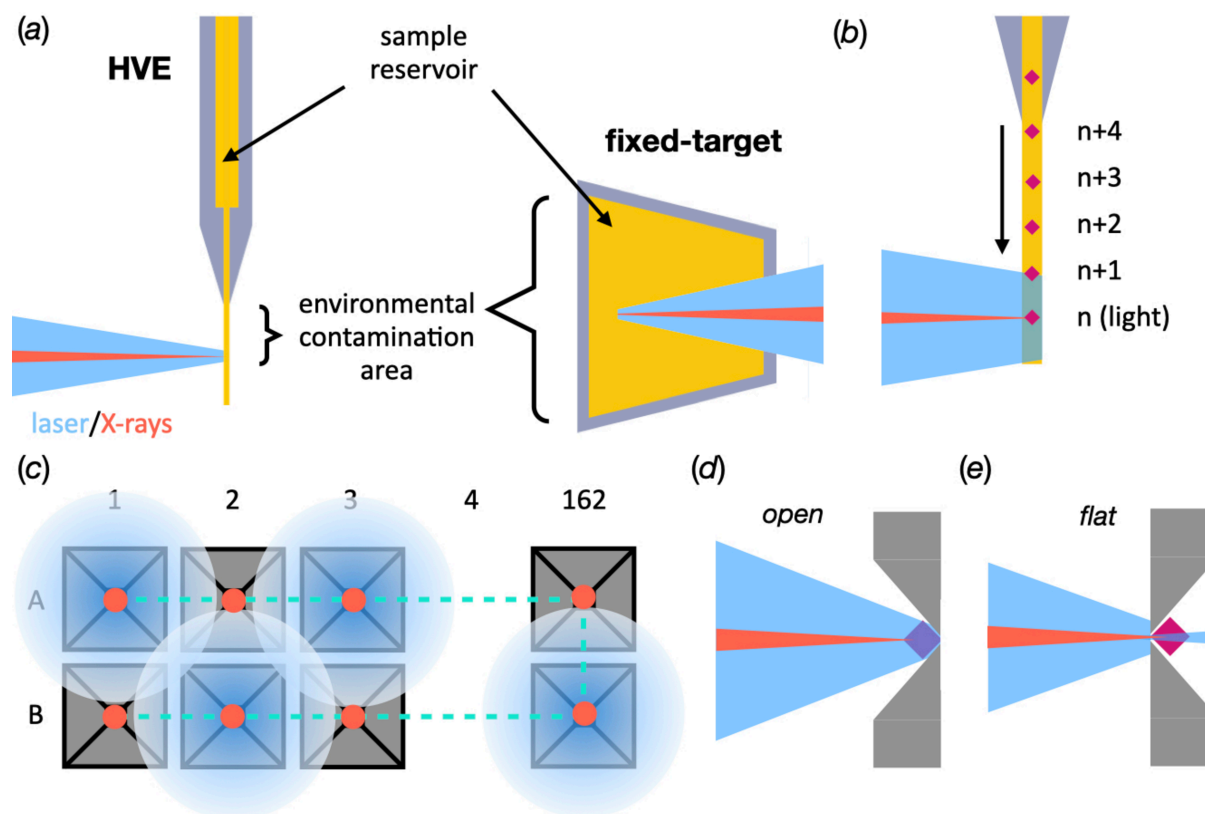 (a)
HVE
sample
reservoir
fixed-target
environmental
contamination
area
laser/X-rays
(b)
n+4
n+3
n+2
n+1
n (light)
(c)
1 2 3 4 162
A
B
(d)
open
(e)
flat